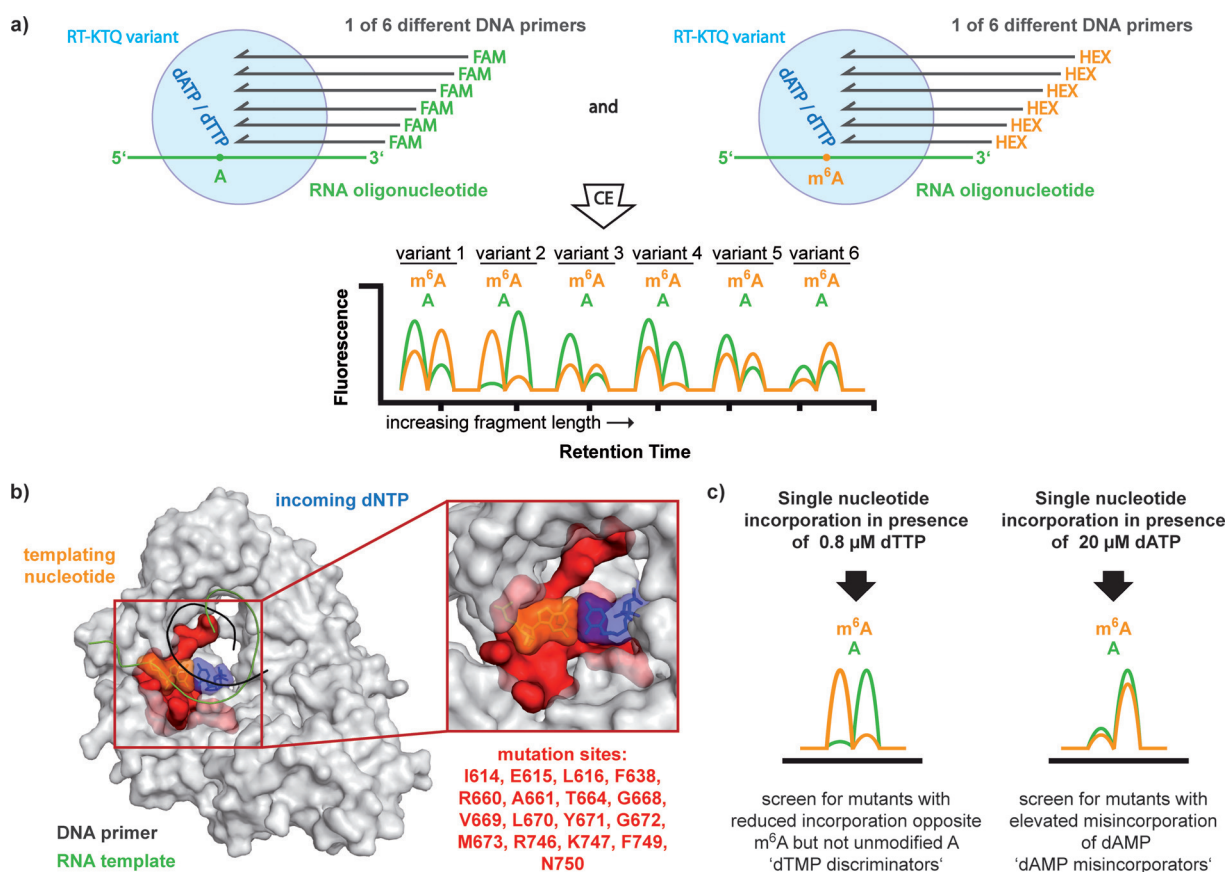 a)
RT-KTQ variant
1 of 6 different DNA primers
FAM
FAM
FAM
FAM
FAM
FAM
dATP / dTTP
5‘
3‘
A
RNA oligonucleotide
and
RT-KTQ variant
1 of 6 different DNA primers
HEX
HEX
HEX
HEX
HEX
HEX
dATP / dTTP
5‘
3‘
m⁶A
RNA oligonucleotide
CE
variant 1 variant 2 variant 3 variant 4 variant 5 variant 6
m⁶A m⁶A m⁶A m⁶A m⁶A m⁶A
A A A A A A
Fluorescence
increasing fragment length →
Retention Time
b)
incoming dNTP
templating
nucleotide
DNA primer
RNA template
mutation sites:
I614, E615, L616, F638,
R660, A661, T664, G668,
V669, L670, Y671, G672,
M673, R746, K747, F749,
N750
c)
Single nucleotide
incorporation in presence
of 0.8 µM dTTP
m⁶A
A
screen for mutants with
reduced incorporation opposite
m⁶A but not unmodified A
‘dTMP discriminators‘
Single nucleotide
incorporation in presence
of 20 µM dATP
m⁶A
A
screen for mutants with
elevated misincorporation
of dAMP
‘dAMP misincorporators‘